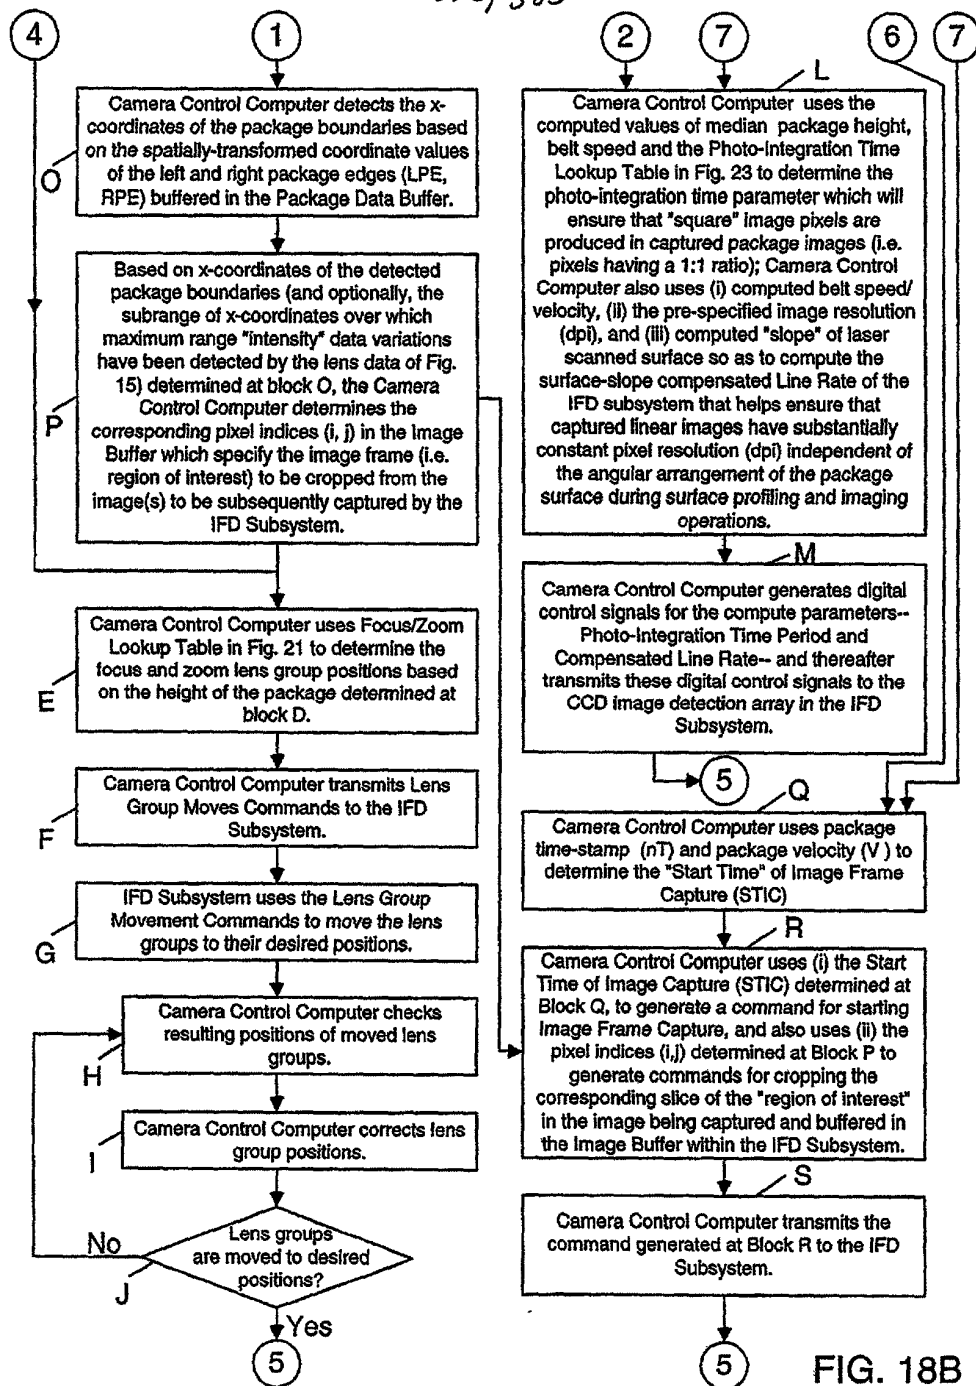 4
1
2
7
6
7
O
Camera Control Computer detects the x-
coordinates of the package boundaries based
on the spatially-transformed coordinate values
of the left and right package edges (LPE,
RPE) buffered in the Package Data Buffer.
P
Based on x-coordinates of the detected
package boundaries (and optionally, the
subrange of x-coordinates over which
maximum range "intensity" data variations
have been detected by the lens data of Fig.
15) determined at block O, the Camera
Control Computer determines the
corresponding pixel indices (i, j) in the Image
Buffer which specify the image frame (i.e.
region of interest) to be cropped from the
image(s) to be subsequently captured by the
IFD Subsystem.
E
Camera Control Computer uses Focus/Zoom
Lookup Table in Fig. 21 to determine the
focus and zoom lens group positions based
on the height of the package determined at
block D.
F
Camera Control Computer transmits Lens
Group Moves Commands to the IFD
Subsystem.
G
IFD Subsystem uses the Lens Group
Movement Commands to move the lens
groups to their desired positions.
H
Camera Control Computer checks
resulting positions of moved lens
groups.
I
Camera Control Computer corrects lens
group positions.
J
Lens groups
are moved to desired
positions?
No
Yes
5
L
Camera Control Computer uses the
computed values of median package height,
belt speed and the Photo-Integration Time
Lookup Table in Fig. 23 to determine the
photo-integration time parameter which will
ensure that "square" image pixels are
produced in captured package images (i.e.
pixels having a 1:1 ratio); Camera Control
Computer also uses (i) computed belt speed/
velocity, (ii) the pre-specified image resolution
(dpi), and (iii) computed "slope" of laser
scanned surface so as to compute the
surface-slope compensated Line Rate of the
IFD subsystem that helps ensure that
captured linear images have substantially
constant pixel resolution (dpi) independent of
the angular arrangement of the package
surface during surface profiling and imaging
operations.
M
Camera Control Computer generates digital
control signals for the compute parameters--
Photo-Integration Time Period and
Compensated Line Rate-- and thereafter
transmits these digital control signals to the
CCD image detection array in the IFD
Subsystem.
5
Q
Camera Control Computer uses package
time-stamp (nT) and package velocity (V ) to
determine the "Start Time" of Image Frame
Capture (STIC)
R
Camera Control Computer uses (i) the Start
Time of Image Capture (STIC) determined at
Block Q, to generate a command for starting
Image Frame Capture, and also uses (ii) the
pixel indices (i,j) determined at Block P to
generate commands for cropping the
corresponding slice of the "region of interest"
in the image being captured and buffered in
the Image Buffer within the IFD Subsystem.
S
Camera Control Computer transmits the
command generated at Block R to the IFD
Subsystem.
5
FIG. 18B